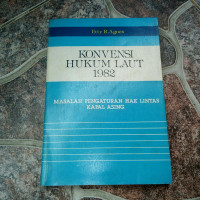 Etty R.Agoes
KONVENSI
HUKUM LAUT
1982
MASALAH PENGATURAN HAK LINTAS
KAPAL ASING